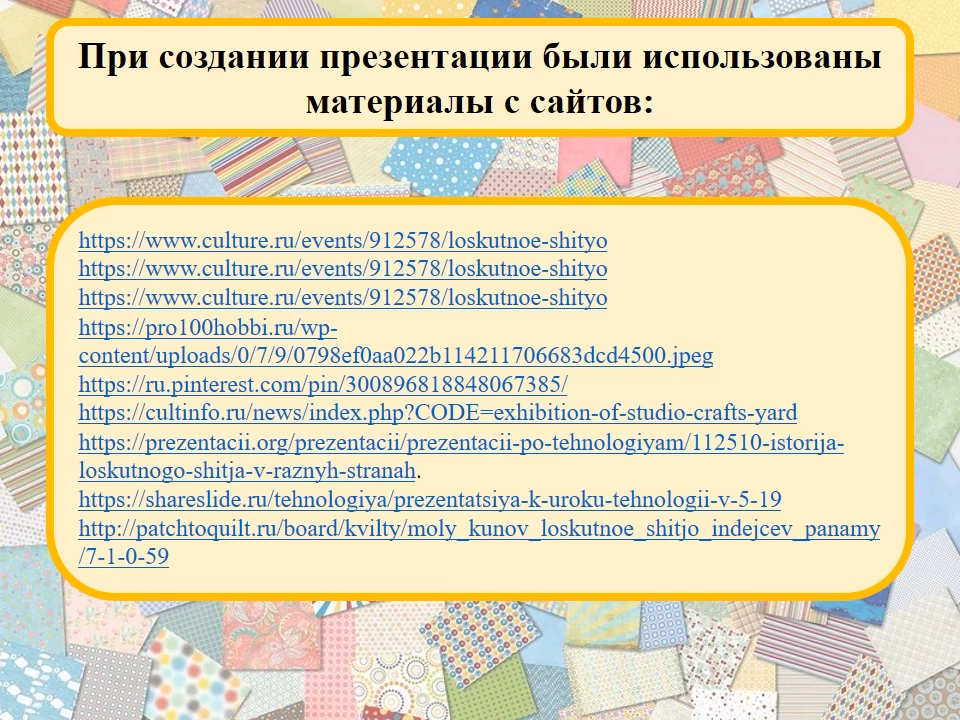 При создании презентации были использованы
материалы с сайтов:
https://www.culture.ru/events/912578/loskutnoe-shityo
https://www.culture.ru/events/912578/loskutnoe-shityo
https://www.culture.ru/events/912578/loskutnoe-shityo
https://pro100hobbi.ru/wp-
content/uploads/0/7/9/0798ef0aa022b114211706683dcd4500.jpeg
https://ru.pinterest.com/pin/300896818848067385/
https://cultinfo.ru/news/index.php?CODE=exhibition-of-studio-crafts-yard
https://prezentacii.org/prezentacii/prezentacii-po-tehnologiyam/112510-istorija-
loskutnogo-shitja-v-raznyh-stranah.
https://shareslide.ru/tehnologiya/prezentatsiya-k-uroku-tehnologii-v-5-19
http://patchtoquilt.ru/board/kvilty/moly_kunov_loskutnoe_shitjo_indejcev_panamy
/7-1-0-59